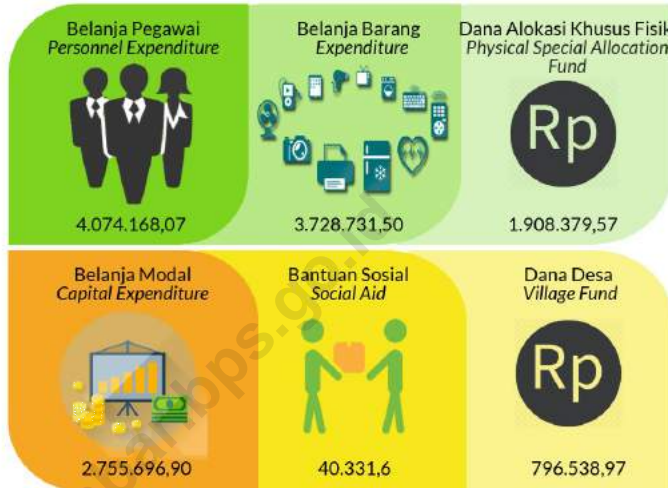 Belanja Pegawai
Personnel Expenditure
4.074.168,07
Belanja Barang
Expenditure
3.728.731,50
Dana Alokasi Khusus Fisik
Physical Special Allocation
Fund
Rp
1.908.379,57
Belanja Modal
Capital Expenditure
2.755.696,90
Bantuan Sosial
Social Aid
40.331,6
Dana Desa
Village Fund
Rp
796.538,97